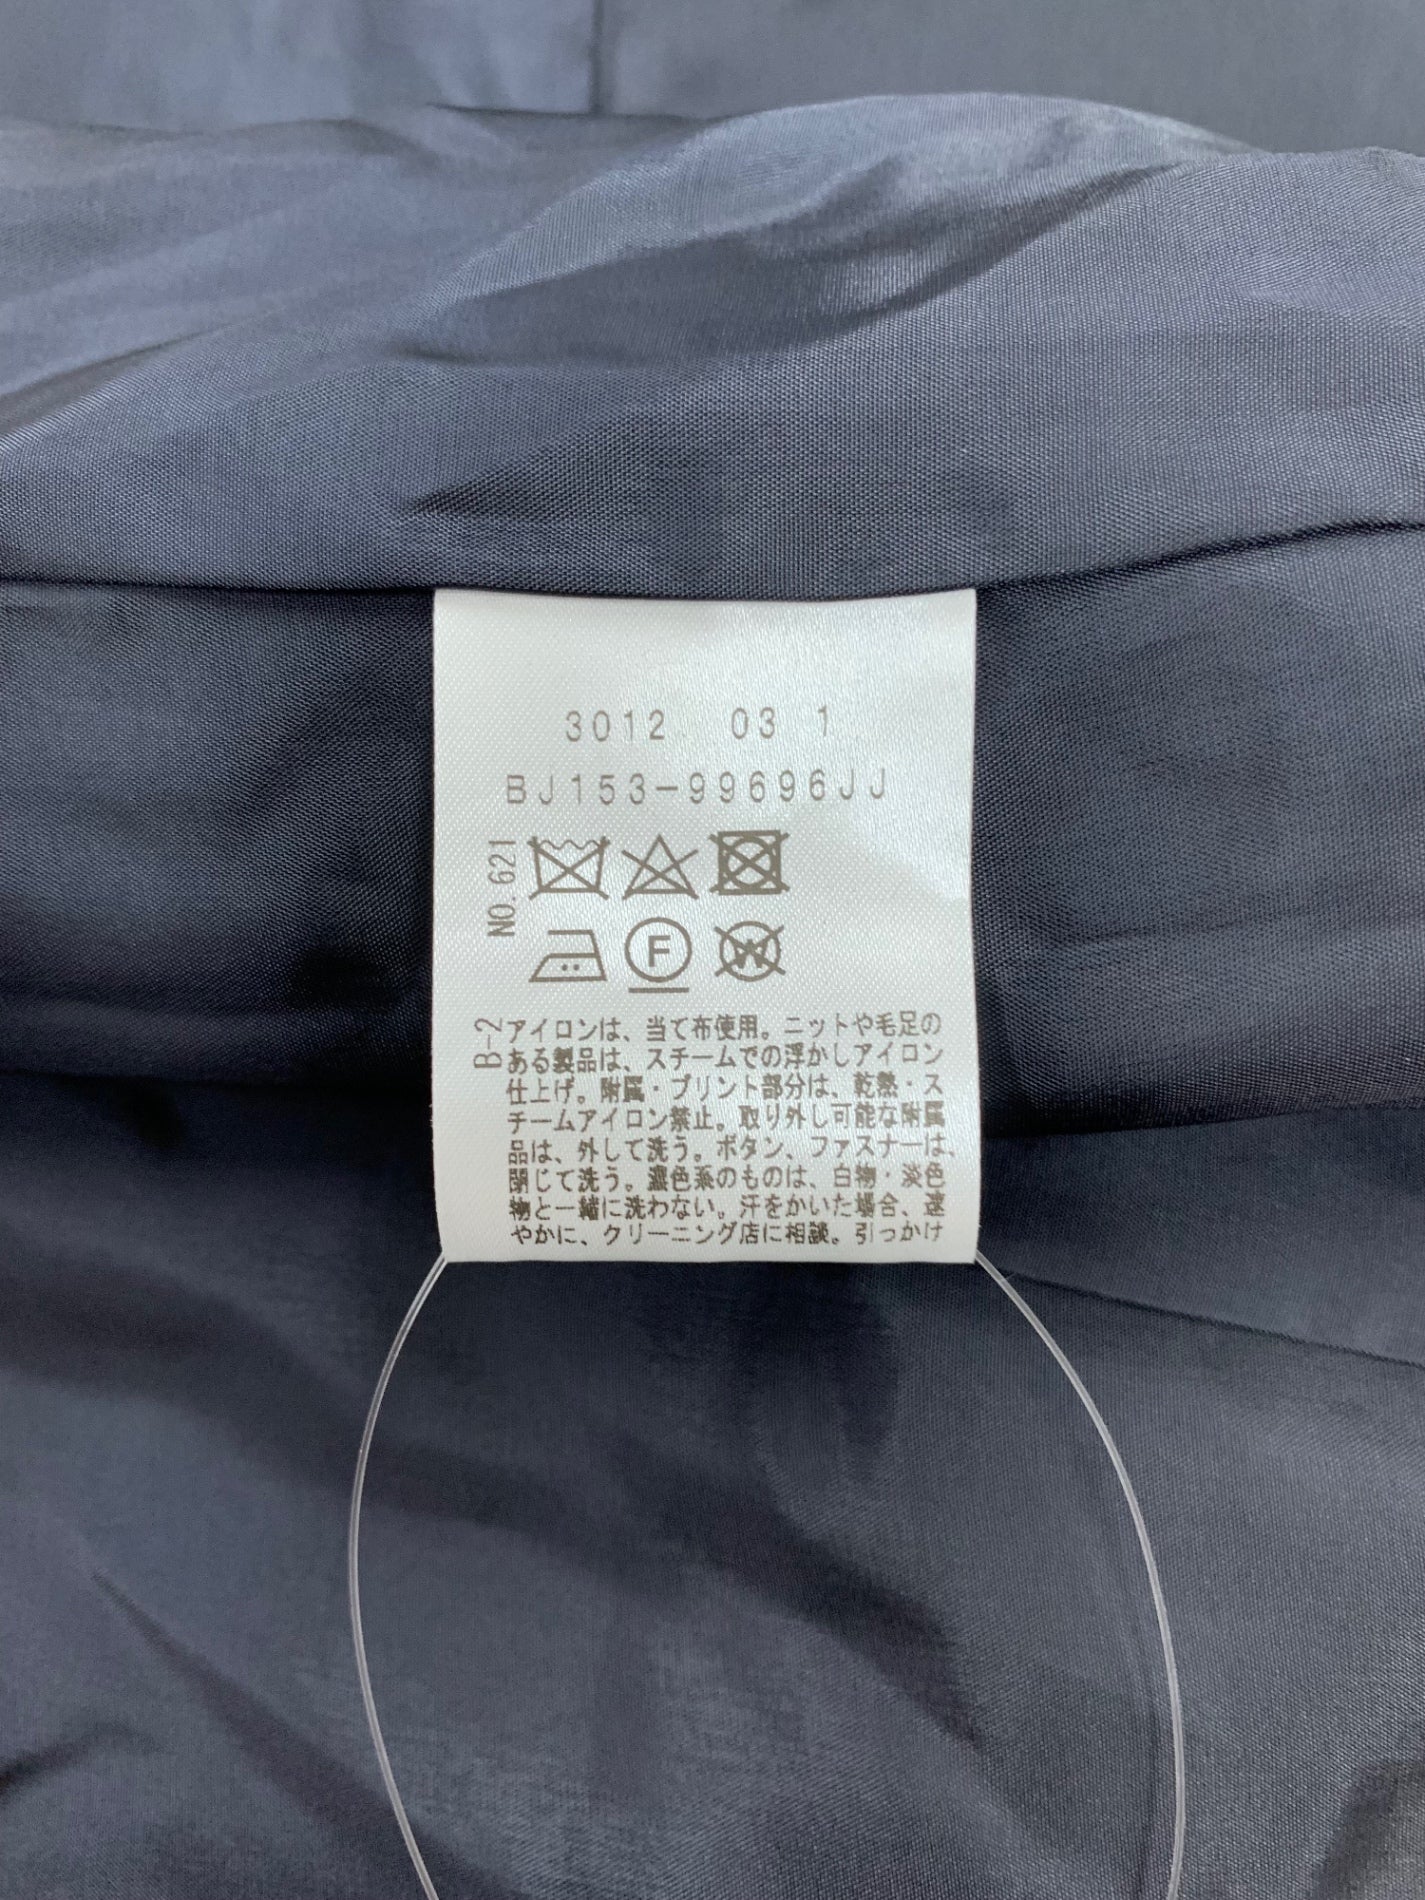 3012 03 1
BJ153-99696JJ
NO.621
F
W
B-2
アイロンは、当て布使用。ニットや毛足の
ある製品は、スチームでの浮かしアイロン
仕上げ。附属・プリント部分は、乾熱・ス
チームアイロン禁止。取り外し可能な附属
品は、外して洗う。ボタン、ファスナーは、
閉じて洗う。濃色系のものは、白物・淡色
物と一緒に洗わない。汗をかいた場合、速
やかに、クリーニング店に相談。引っかけ